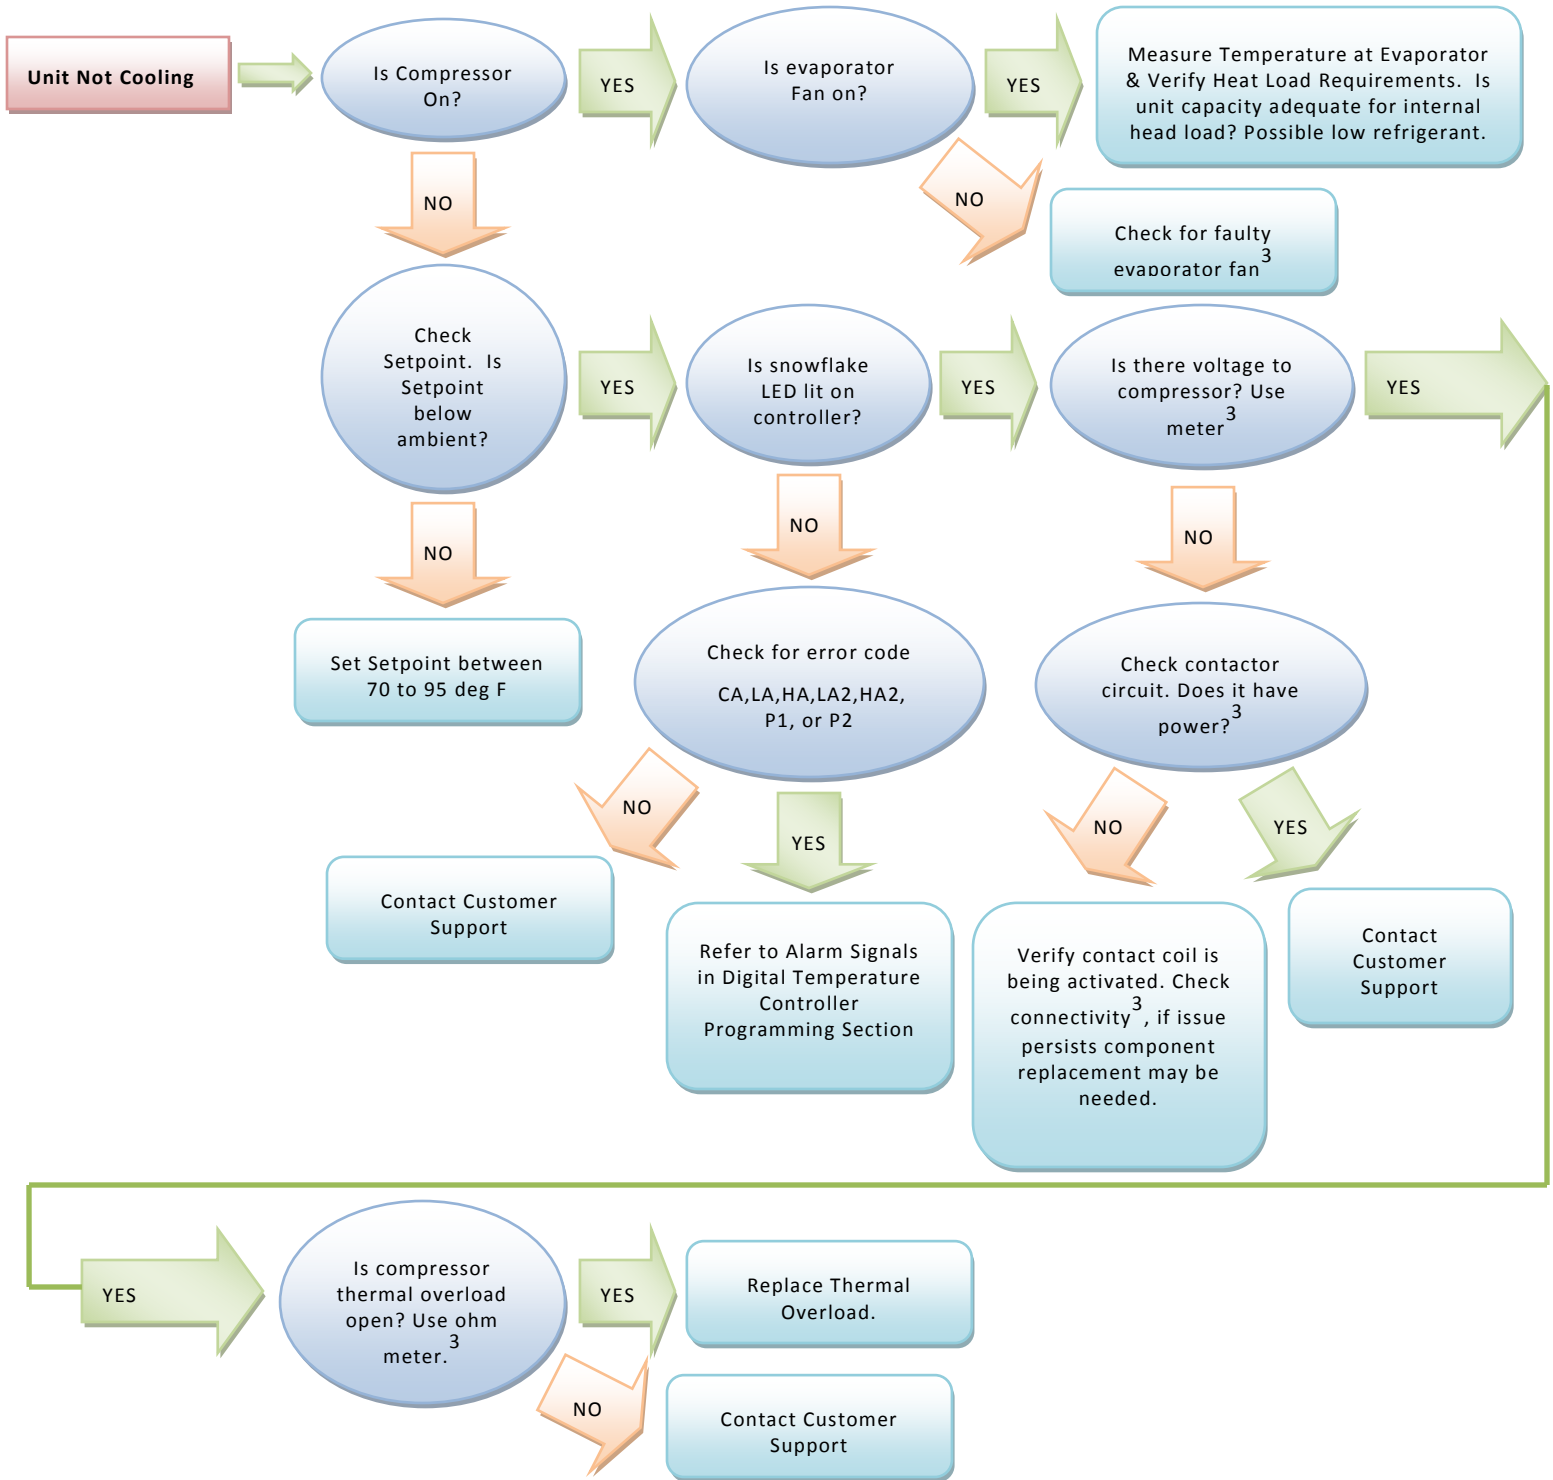 Unit Not Cooling
Is Compressor
On?
YES
Is evaporator
Fan on?
YES
Measure Temperature at Evaporator
& Verify Heat Load Requirements. Is
unit capacity adequate for internal
head load? Possible low refrigerant.
NO
NO
Check for faulty
evaporator fan3
Check
Setpoint. Is
Setpoint
below
ambient?
YES
Is snowflake
LED lit on
controller?
YES
Is there voltage to
compressor? Use
meter3
YES
NO
NO
NO
Set Setpoint between
70 to 95 deg F
Check for error code
CA,LA,HA,LA2,HA2,
P1, or P2
Check contactor
circuit. Does it have
power?3
NO
YES
NO
YES
Contact Customer
Support
Refer to Alarm Signals
in Digital Temperature
Controller
Programming Section
Verify contact coil is
being activated. Check
connectivity3, if issue
persists component
replacement may be
needed.
Contact
Customer
Support
YES
Is compressor
thermal overload
open? Use ohm
meter.3
YES
Replace Thermal
Overload.
NO
Contact Customer
Support